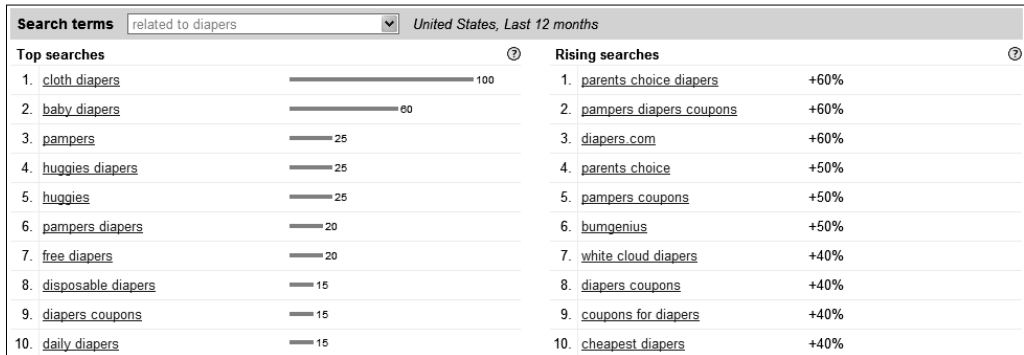 Search terms related to diapers United States, Last 12 months
Top searches
1. cloth diapers 100
2. baby diapers 60
3. pampers 25
4. huggies diapers 25
5. huggies 25
6. pampers diapers 20
7. free diapers 20
8. disposable diapers 15
9. diapers coupons 15
10. daily diapers 15
Rising searches
1. parents choice diapers +60%
2. pampers diapers coupons +60%
3. diapers.com +60%
4. parents choice +50%
5. pampers coupons +50%
6. bumgenius +50%
7. white cloud diapers +40%
8. diapers coupons +40%
9. coupons for diapers +40%
10. cheapest diapers +40%